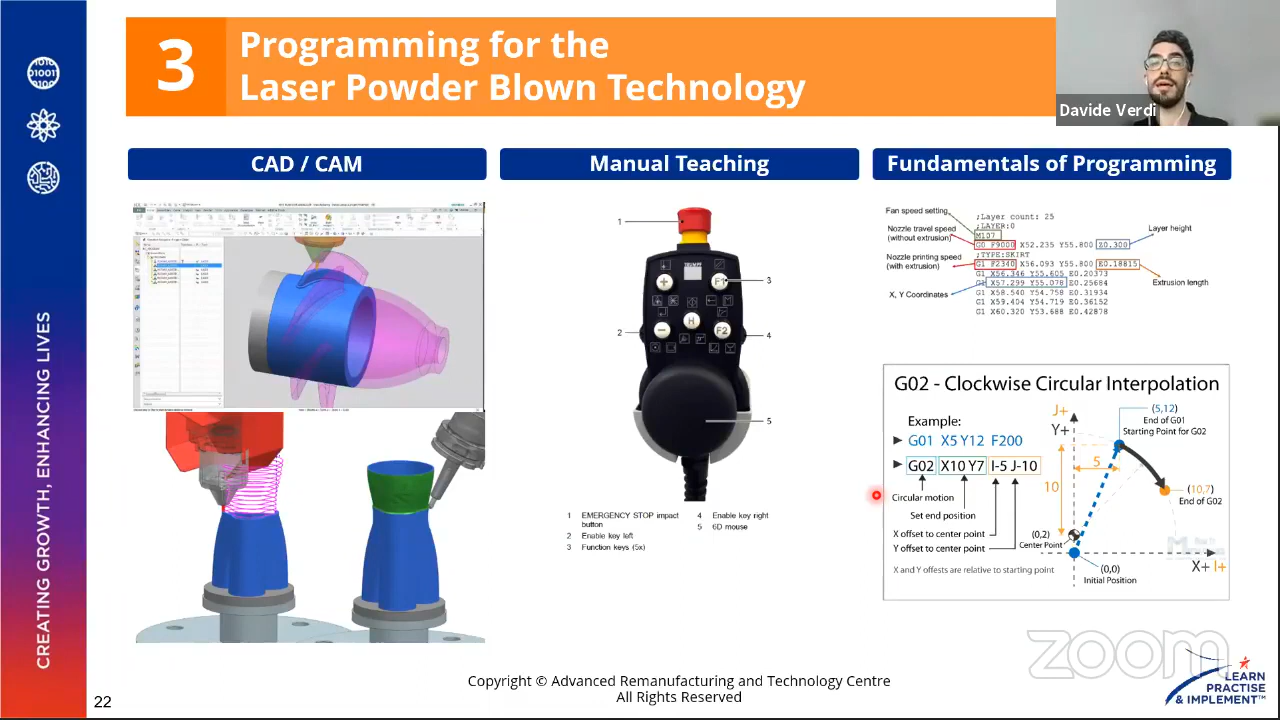 3
Programming for the
Laser Powder Blown Technology
Davide Verdi
CAD / CAM
Manual Teaching
Fundamentals of Programming
1
2
3
4
5
F1
H
F2
1 EMERGENCY STOP impact
button
2 Enable key left
3 Function keys (5x)
4 Enable key right
5 6D mouse
Fan speed setting
Nozzle travel speed
(without extrusion)
Nozzle printing speed
(with extrusion)
X, Y Coordinates
;Layer count: 25
;LAYER:0
M107
G0 F9000 X52.235 Y55.800 Z0.300
;TYPE:SKIRT
G1 F2340 X56.093 Y55.800 E0.18815
G1 X56.346 Y55.605 E0.20373
G1 X57.299 Y55.078 E0.25684
G1 X58.540 Y54.758 E0.31934
G1 X59.404 Y54.719 E0.36152
G1 X60.320 Y53.688 E0.42878
Layer height
Extrusion length
G02 - Clockwise Circular Interpolation
Example:
G01 X5 Y12 F200
G02 X10 Y7 I-5 J-10
Circular motion
Set end position
X offset to center point
Y offset to center point
X and Y offests are relative to starting point
J+
Y+
(5,12)
End of G01
Starting Point for G02
5
10
(10,7)
End of G02
(0,2)
Center Point
X+ I+
(0,0)
Initial Position
CREATING GROWTH, ENHANCING LIVES
zoom
Copyright © Advanced Remanufacturing and Technology Centre
All Rights Reserved
LEARN
PRACTISE
& IMPLEMENT™
22